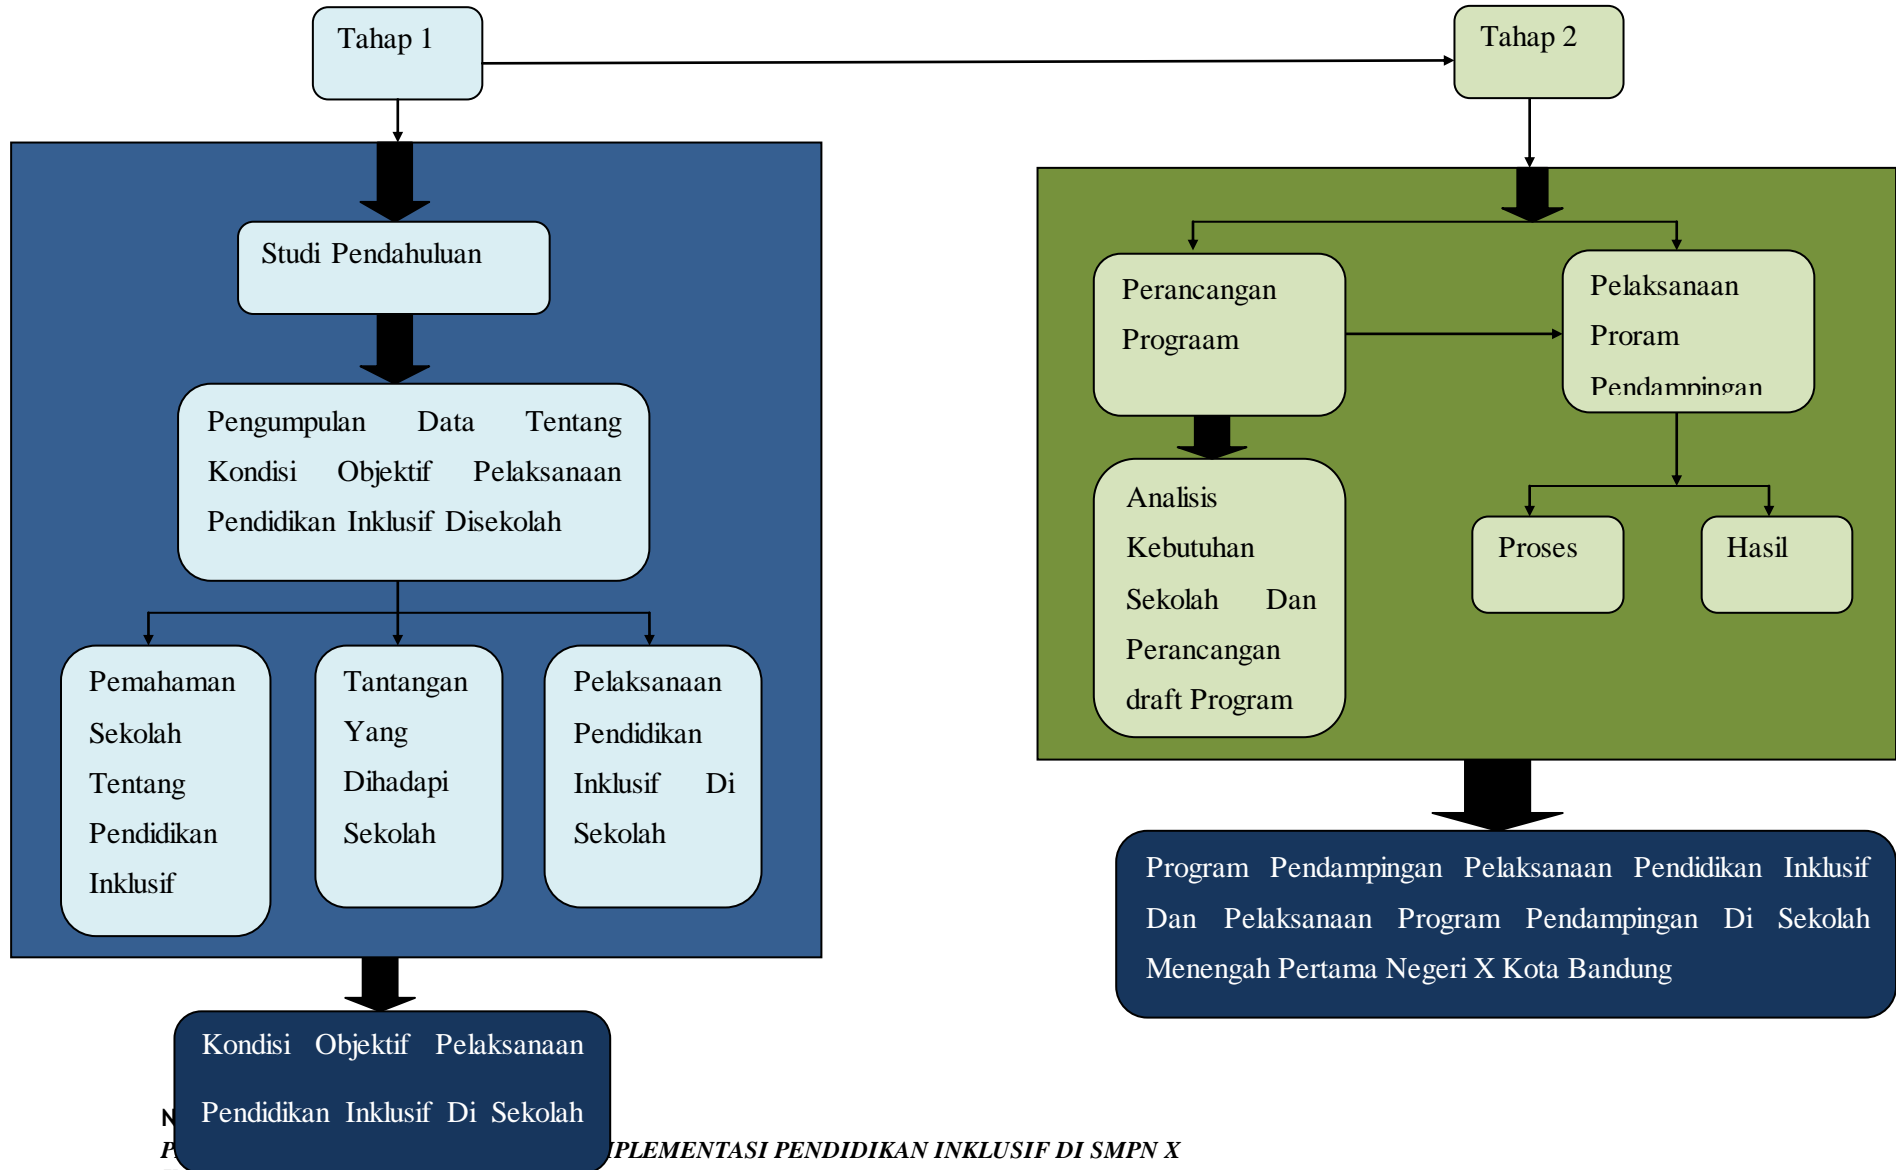 Tahap 1
Tahap 2
Studi Pendahuluan
Pengumpulan Data Tentang
Kondisi Objektif Pelaksanaan
Pendidikan Inklusif Disekolah
Pemahaman
Sekolah
Tentang
Pendidikan
Inklusif
Tantangan
Yang
Dihadapi
Sekolah
Pelaksanaan
Pendidikan
Inklusif Di
Sekolah
Kondisi Objektif Pelaksanaan
Pendidikan Inklusif Di Sekolah
Perancangan
Prograam
Pelaksanaan
Proram
Pendampingan
Analisis
Kebutuhan
Sekolah Dan
Perancangan
draft Program
Proses
Hasil
Program Pendampingan Pelaksanaan Pendidikan Inklusif
Dan Pelaksanaan Program Pendampingan Di Sekolah
Menengah Pertama Negeri X Kota Bandung
PENDIDIKAN INKLUSIF DI SMPN X